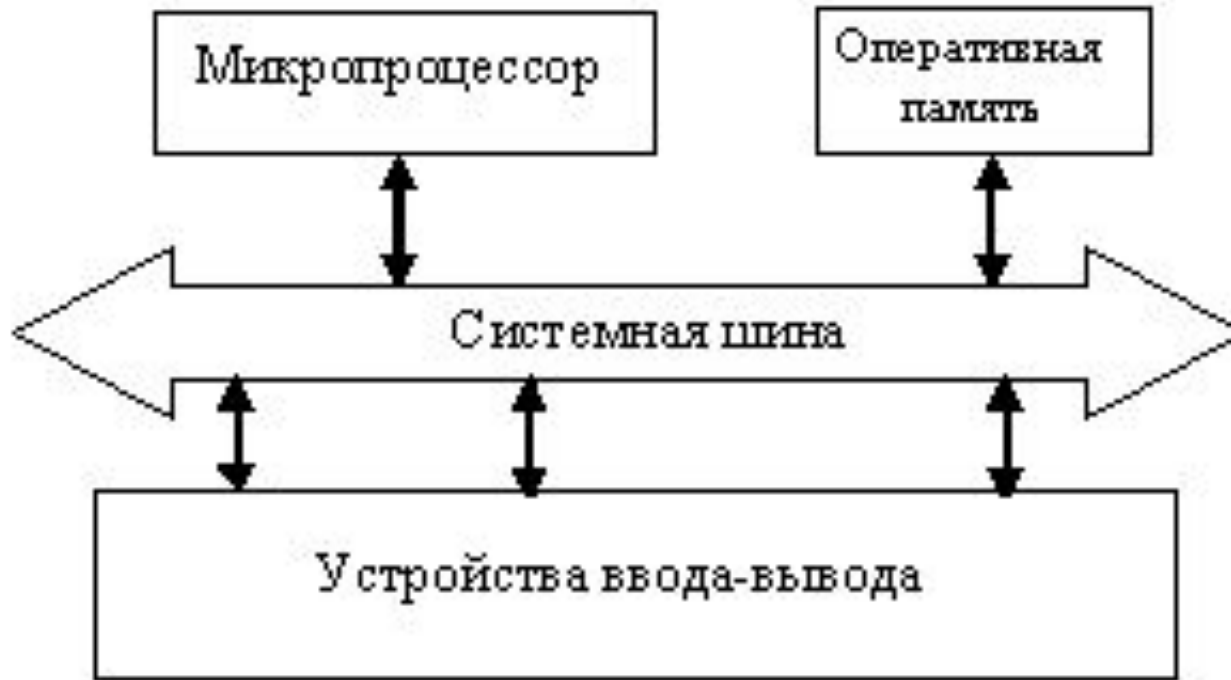 Микропроцессор
Оперативная
память
Системная шина
Устройства ввода-вывода